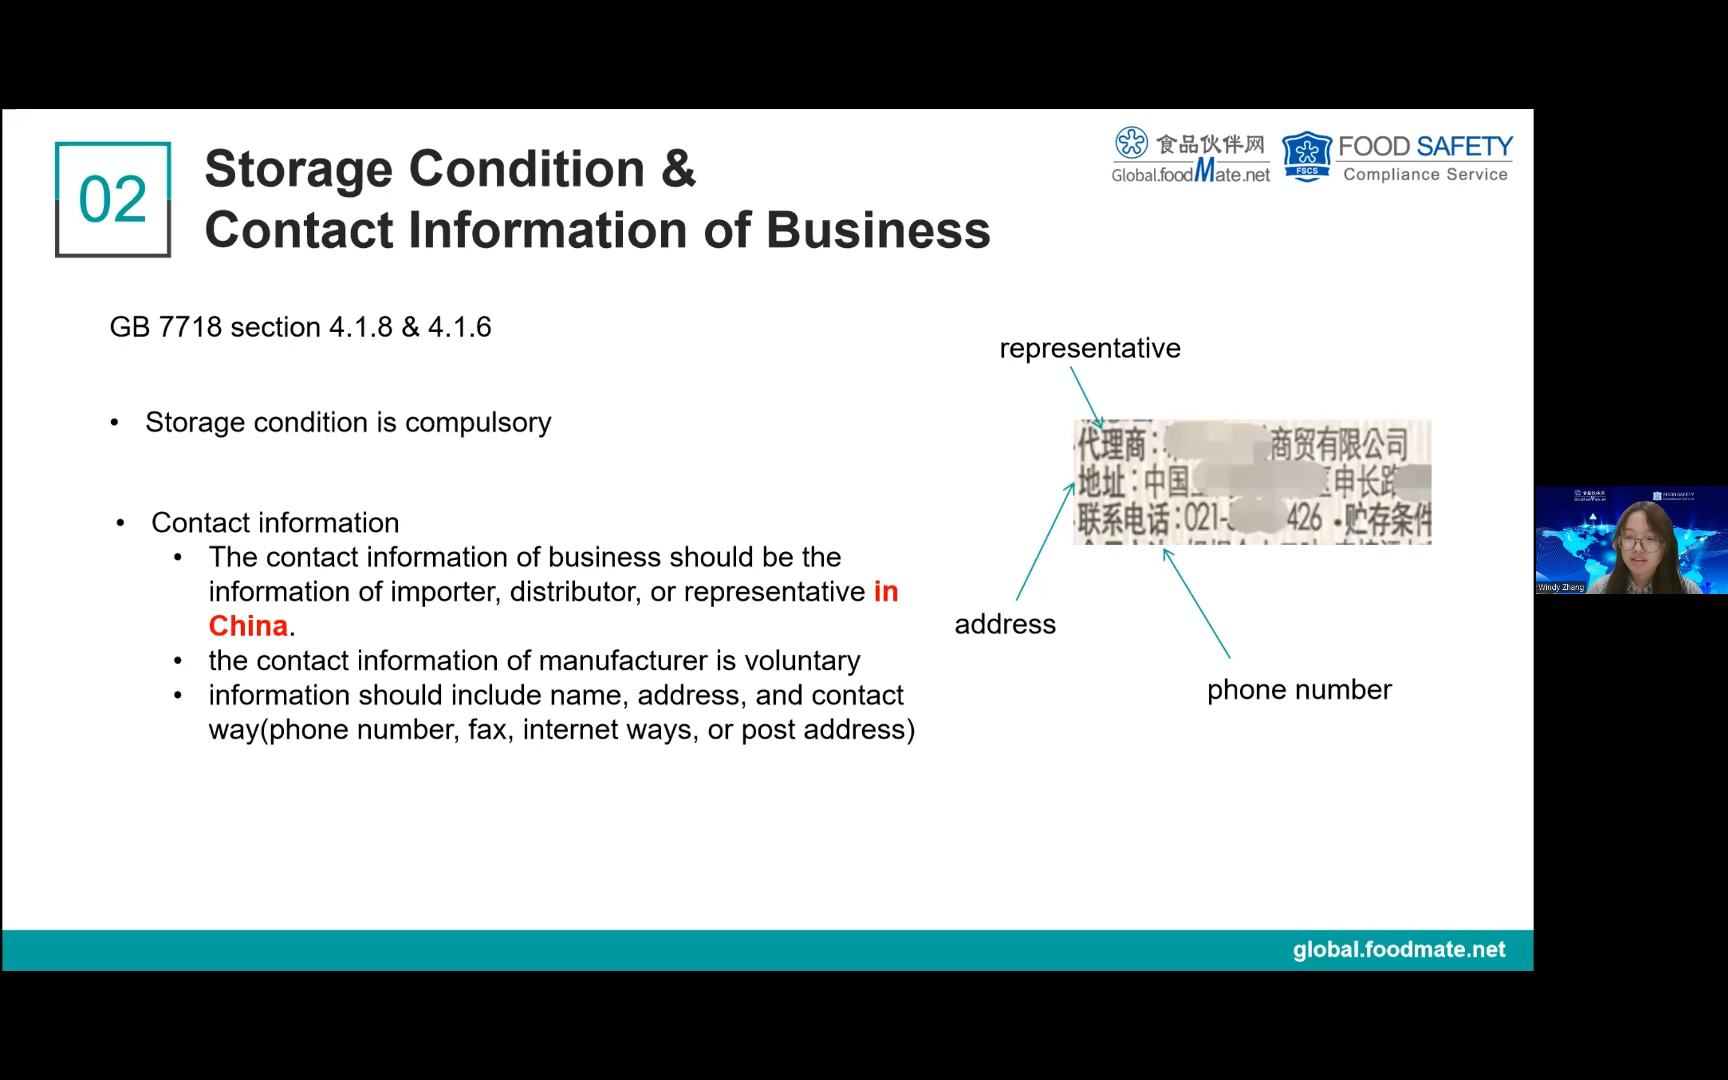 02
Storage Condition &
Contact Information of Business
食品伙伴网
Global.foodMate.net
FSCS
FOOD SAFETY
Compliance Service
GB 7718 section 4.1.8 & 4.1.6
• Storage condition is compulsory
• Contact information
• The contact information of business should be the
information of importer, distributor, or representative in
China.
• the contact information of manufacturer is voluntary
• information should include name, address, and contact
way(phone number, fax, internet ways, or post address)
representative
代理商: 商贸有限公司
地址:中国 区申长路
联系电话:021- 426 •贮存条件
address
phone number
global.foodmate.net
Windy Zhang